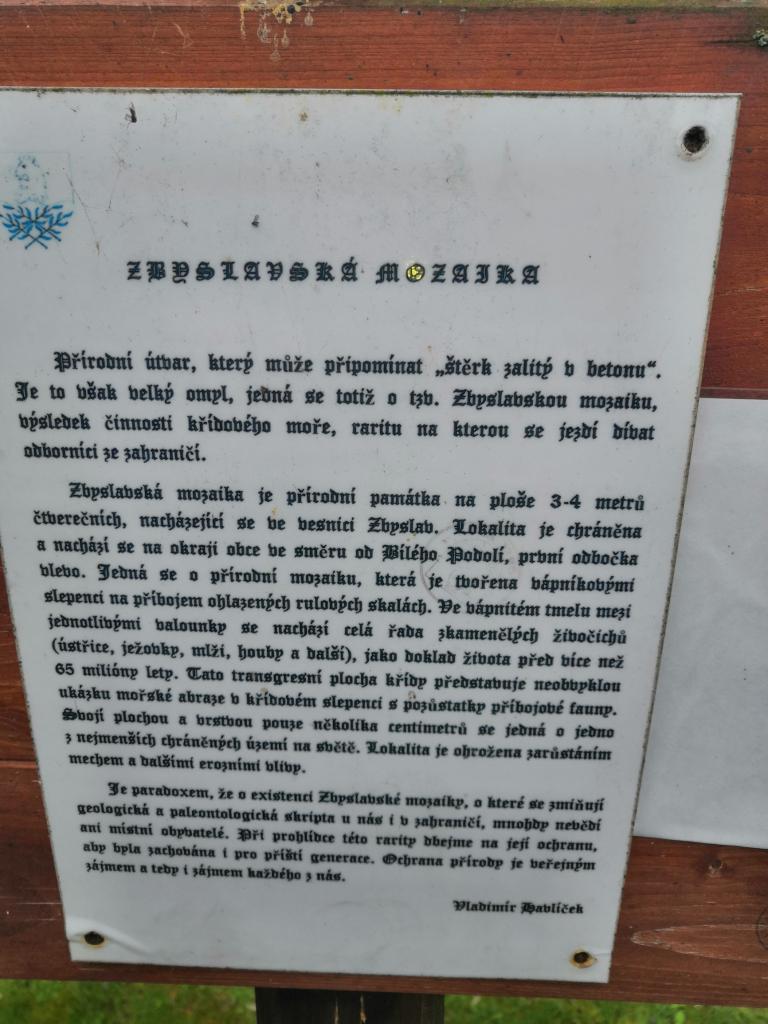 ZBYSLAVSKÁ MOZAIKA
Přírodní útvar, který může připomínat „štěrk zalitý v betonu“.
Je to však velký omyl, jedná se totiž o tzv. Zbyslavskou mozaiku,
výsledek činnosti křídového moře, raritu na kterou se jezdí dívat
odborníci ze zahraničí.
Zbyslavská mozaika je přírodní památka na ploše 3-4 metrů
čtverečních, nacházející se ve vesnici Zbyslav. Lokalita je chráněna
a nachází se na okraji obce ve směru od Bílého Podolí, první odbočka
vlevo. Jedná se o přírodní mozaiku, která je tvořena vápníkovými
slepenci na příbojem ohlazených rulových skalách. Ve vápnitém tmelu mezi
jednotlivými valounky se nachází celá řada zkamenělých živočichů
(ústřice, ježovky, mlži, houby a další), jako doklad života před více než
65 milióny lety. Tato transgresní plocha křídy představuje neobvyklou
ukázku mořské abraze v křídovém slepenci s pozůstatky příbojové fauny.
Svojí plochou a vrstvou pouze několika centimetrů se jedná o jedno
z nejmenších chráněných území na světě. Lokalita je ohrožena zarůstáním
mechem a dalšími erozními vlivy.
Je paradoxem, že o existenci Zbyslavské mozaiky, o které se zmiňují
geologická a paleontologická skripta u nás i v zahraničí, mnohdy nevědí
ani místní obyvatelé. Při prohlídce této rarity dbejme na její ochranu,
aby byla zachována i pro příští generace. Ochrana přírody je veřejným
zájmem a tedy i zájmem každého z nás.
Vladimír Havlíček